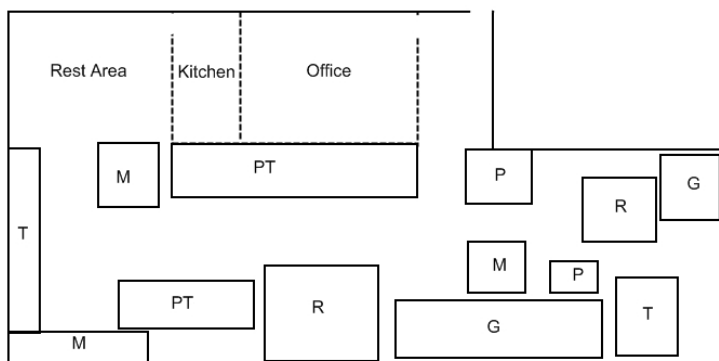 Rest Area Kitchen Office
M PT P G
R
T
M P
PT R G T
M